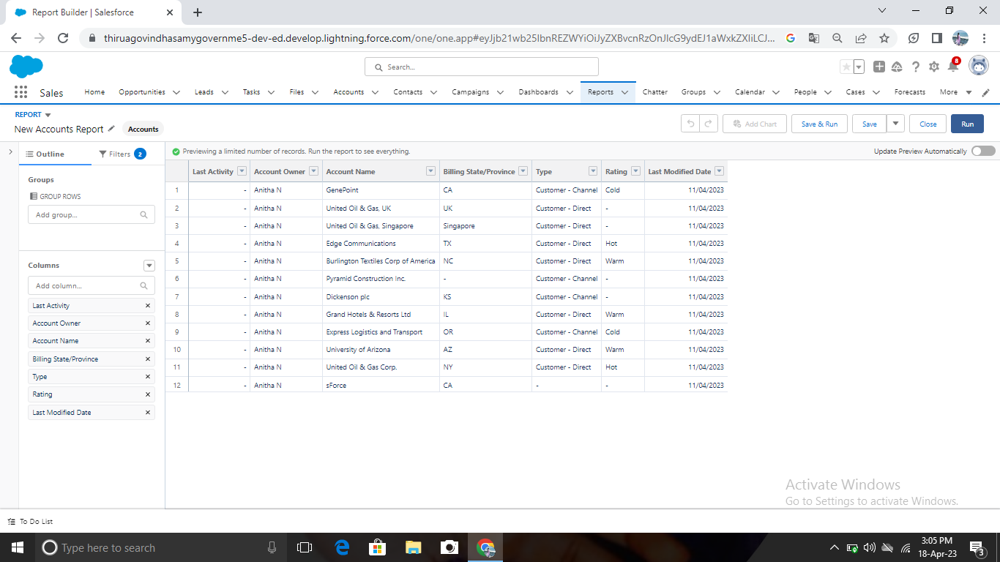 Report Builder | Salesforce
thiruagovindhasamygovernme5-dev-ed.develop.lightning.force.com/one/one.app#eyJjb21wb25lbnREZWYiOiJyZXBvcnRzOnJlcG9ydEJ1aWxkZXIiLCJ...
Search...
8
Sales Home Opportunities Leads Tasks Files Accounts Contacts Campaigns Dashboards Reports Chatter Groups Calendar People Cases Forecasts More
REPORT
New Accounts Report Accounts
Add Chart Save & Run Save Close Run
Outline Filters 2
Previewing a limited number of records. Run the report to see everything. Update Preview Automatically
Groups
GROUP ROWS
Add group...
Columns
Add column...
Last Activity
Account Owner
Account Name
Billing State/Province
Type
Rating
Last Modified Date
Last Activity Account Owner Account Name Billing State/Province Type Rating Last Modified Date
1 - Anitha N GenePoint CA Customer - Channel Cold 11/04/2023
2 - Anitha N United Oil & Gas, UK UK Customer - Direct - 11/04/2023
3 - Anitha N United Oil & Gas, Singapore Singapore Customer - Direct - 11/04/2023
4 - Anitha N Edge Communications TX Customer - Direct Hot 11/04/2023
5 - Anitha N Burlington Textiles Corp of America NC Customer - Direct Warm 11/04/2023
6 - Anitha N Pyramid Construction Inc. - Customer - Channel - 11/04/2023
7 - Anitha N Dickenson plc KS Customer - Channel - 11/04/2023
8 - Anitha N Grand Hotels & Resorts Ltd IL Customer - Direct Warm 11/04/2023
9 - Anitha N Express Logistics and Transport OR Customer - Channel Cold 11/04/2023
10 - Anitha N University of Arizona AZ Customer - Direct Warm 11/04/2023
11 - Anitha N United Oil & Gas Corp. NY Customer - Direct Hot 11/04/2023
12 - Anitha N sForce CA - - 11/04/2023
Activate Windows
Go to Settings to activate Windows.
To Do List
Type here to search
3:05 PM
18-Apr-23
3